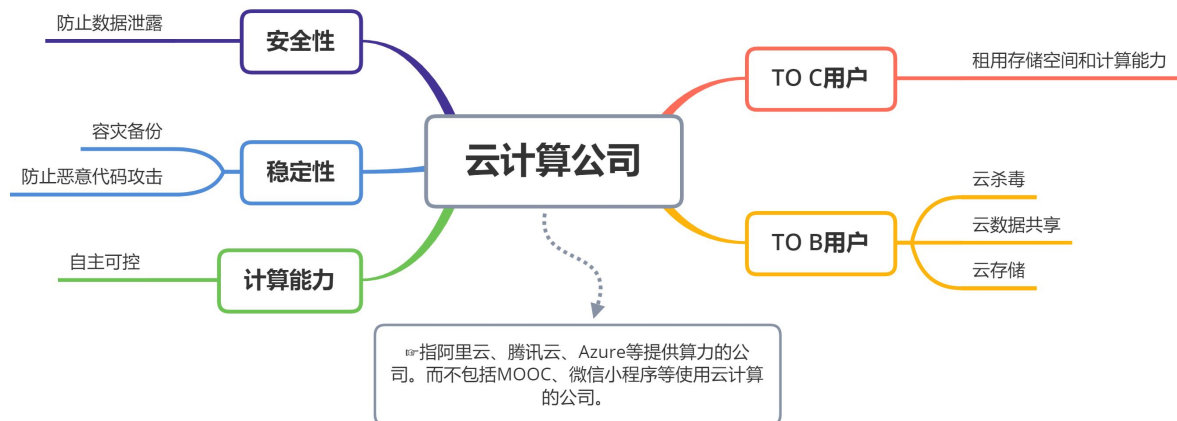 云计算公司
安全性
防止数据泄露
稳定性
容灾备份
防止恶意代码攻击
计算能力
自主可控
TO C用户
租用存储空间和计算能力
TO B用户
云杀毒
云数据共享
云存储
☞指阿里云、腾讯云、Azure等提供算力的公
司。而不包括MOOC、微信小程序等使用云计算
的公司。